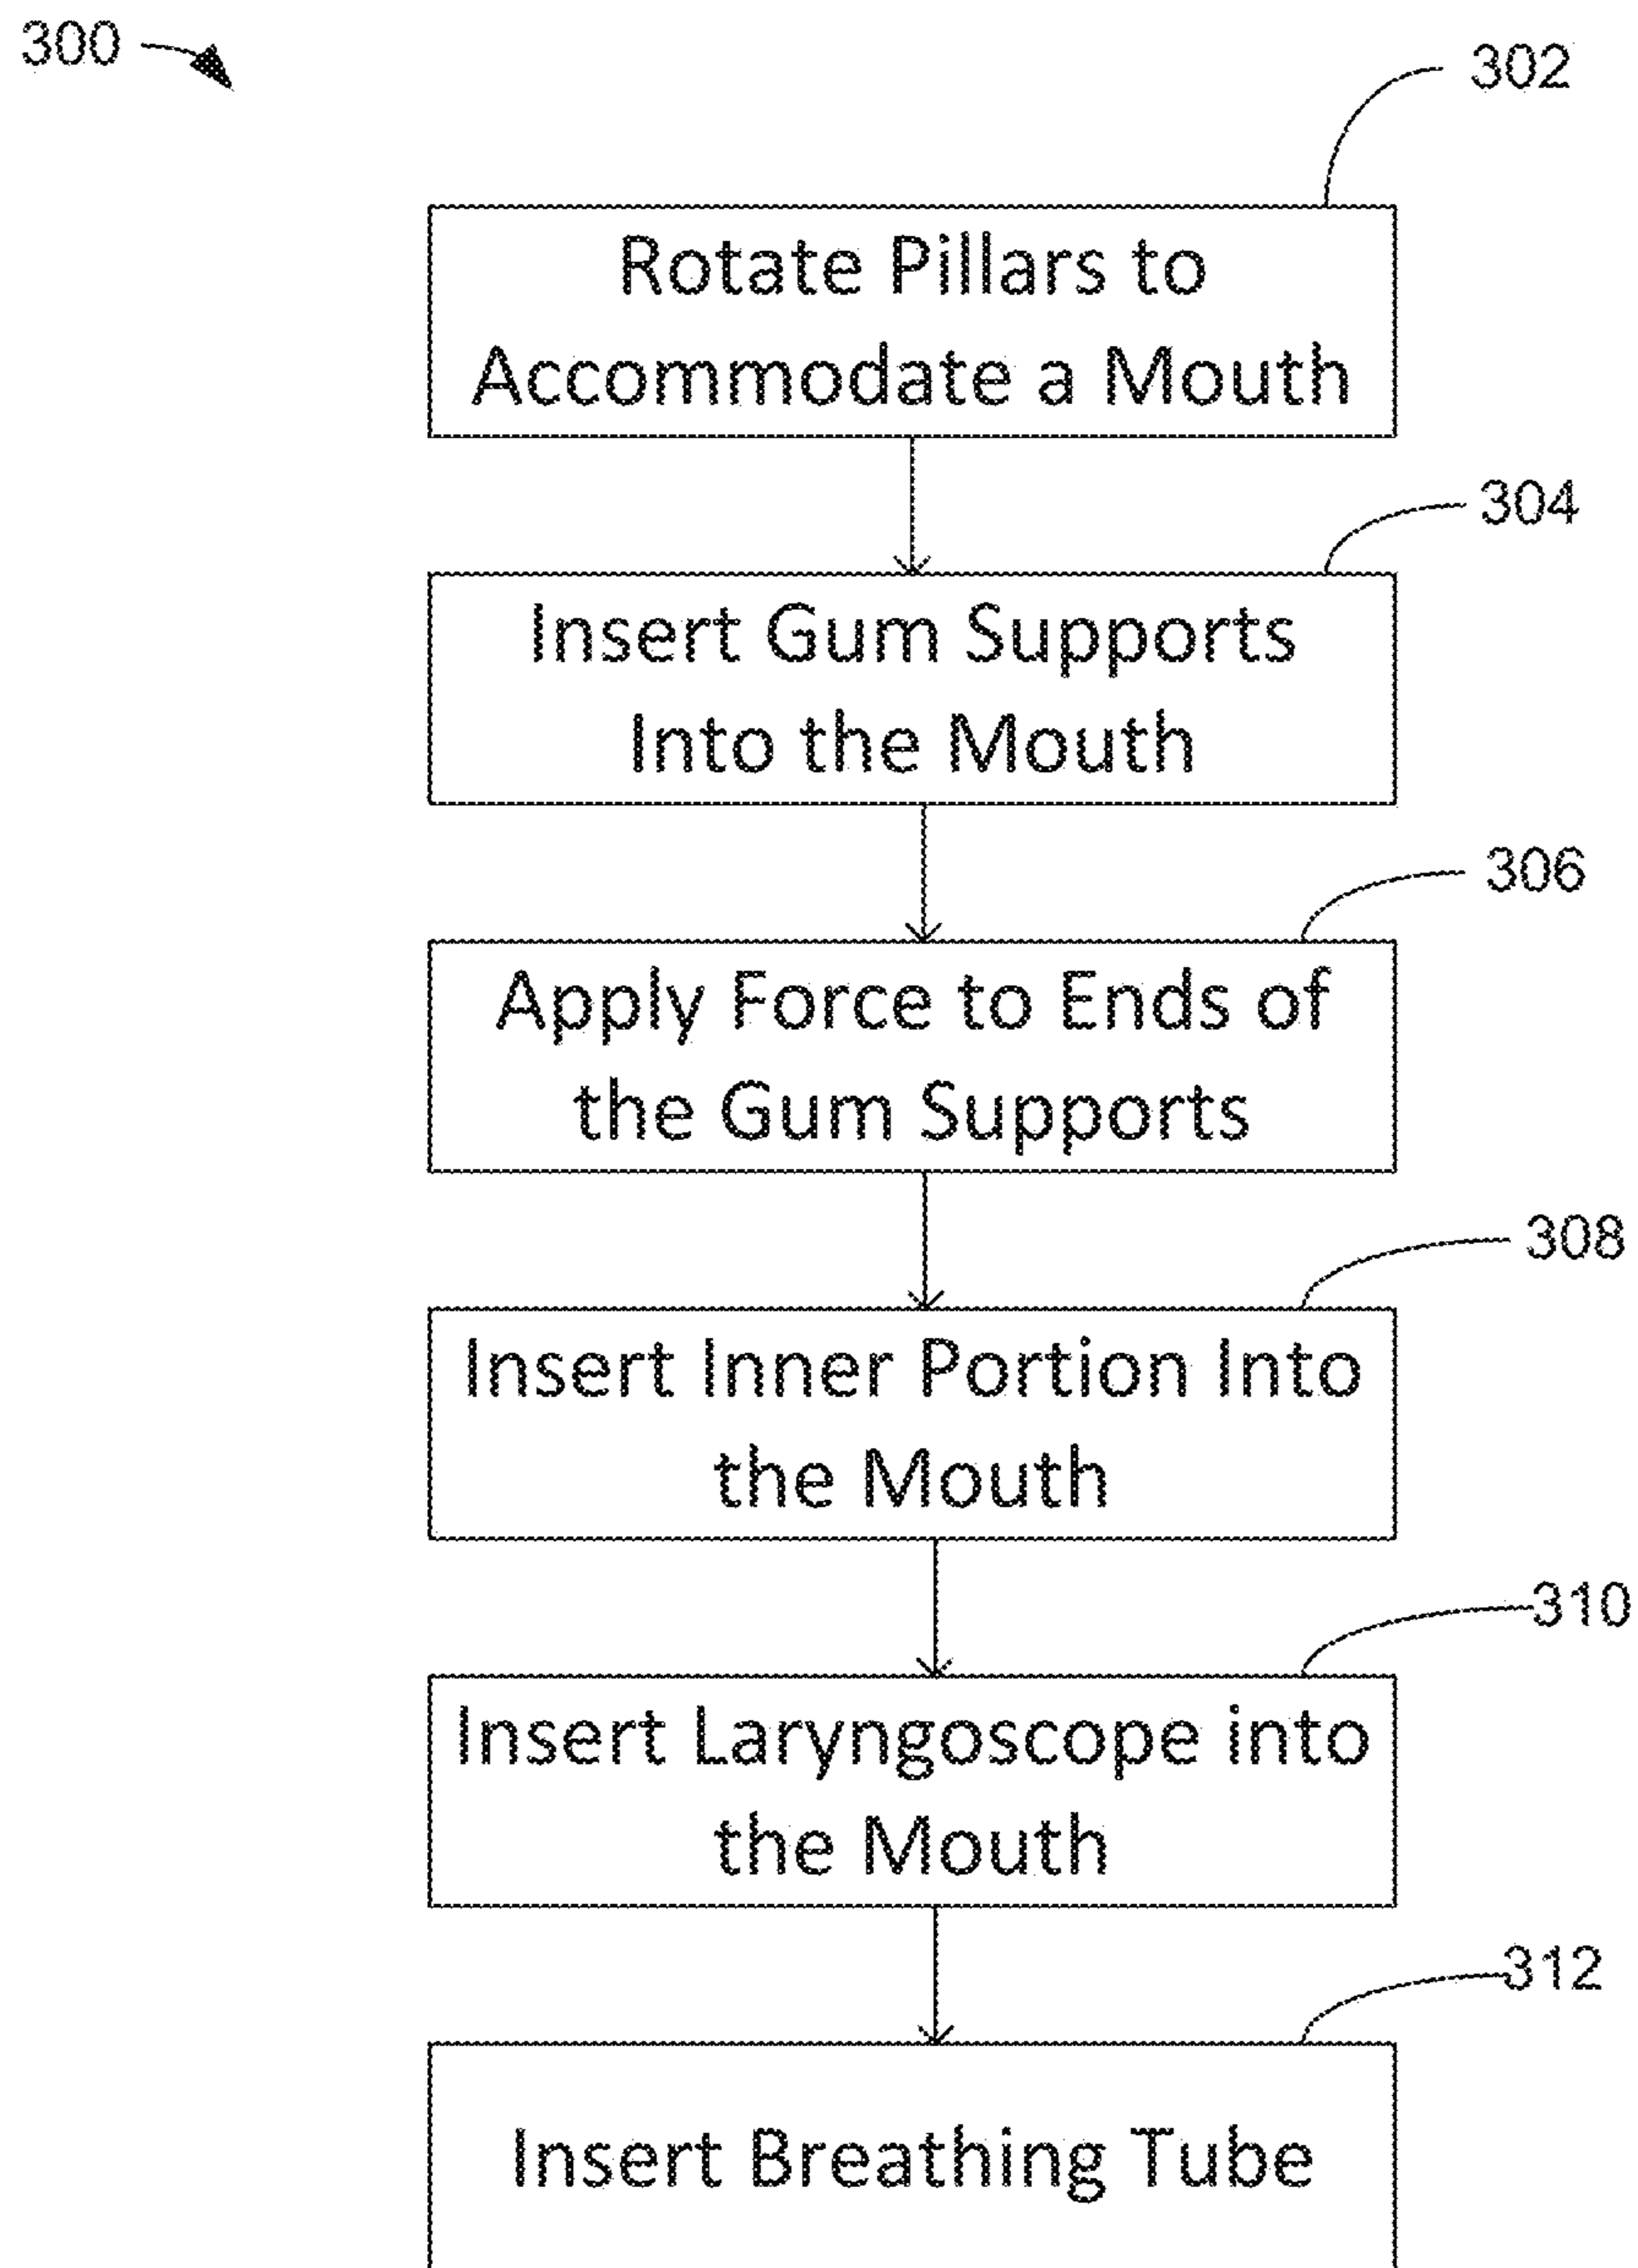 300
302
Rotate Pillars to
Accommodate a Mouth
304
Insert Gum Supports
Into the Mouth
306
Apply Force to Ends of
the Gum Supports
308
Insert Inner Portion Into
the Mouth
310
Insert Laryngoscope into
the Mouth
312
Insert Breathing Tube